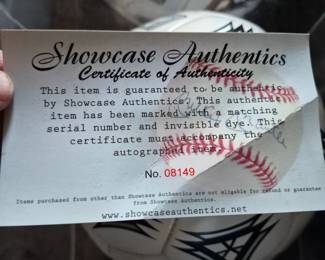 Showcase Authentics
Certificate of Authenticity
This item is guaranteed to be authentic
by Showcase Authentics. This authentic
item has been marked with a matching
serial number and invisible dye. This
certificate must accompany the
autographed item.
No. 08149
Items purchased from other than Showcase Authentics are not eligable for refund or guarantee
from Showcase Authentics.
www.showcaseauthentics.net